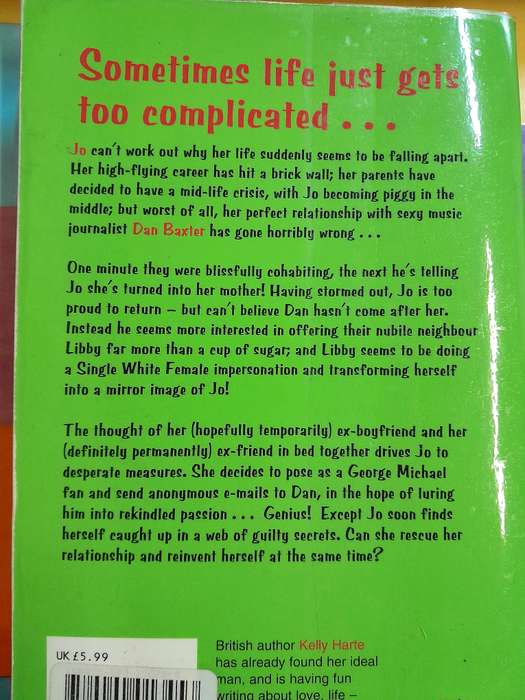 Sometimes life just gets
too complicated . . .
Jo can't work out why her life suddenly seems to be falling apart.
Her high-flying career has hit a brick wall; her parents have
decided to have a mid-life crisis, with Jo becoming piggy in the
middle; but worst of all, her perfect relationship with sexy music
journalist Dan Baxter has gone horribly wrong . . .
One minute they were blissfully cohabiting, the next he's telling
Jo she's turned into her mother! Having stormed out, Jo is too
proud to return – but can't believe Dan hasn't come after her.
Instead he seems more interested in offering their nubile neighbour
Libby far more than a cup of sugar; and Libby seems to be doing
a Single White Female impersonation and transforming herself
into a mirror image of Jo!
The thought of her (hopefully temporarily) ex-boyfriend and her
(definitely permanently) ex-friend in bed together drives Jo to
desperate measures. She decides to pose as a George Michael
fan and send anonymous e-mails to Dan, in the hope of luring
him into rekindled passion . . . Genius! Except Jo soon finds
herself caught up in a web of guilty secrets. Can she rescue her
relationship and reinvent herself at the same time?
UK £5.99
British author Kelly Harte
has already found her ideal
man, and is having fun
writing about love, life –